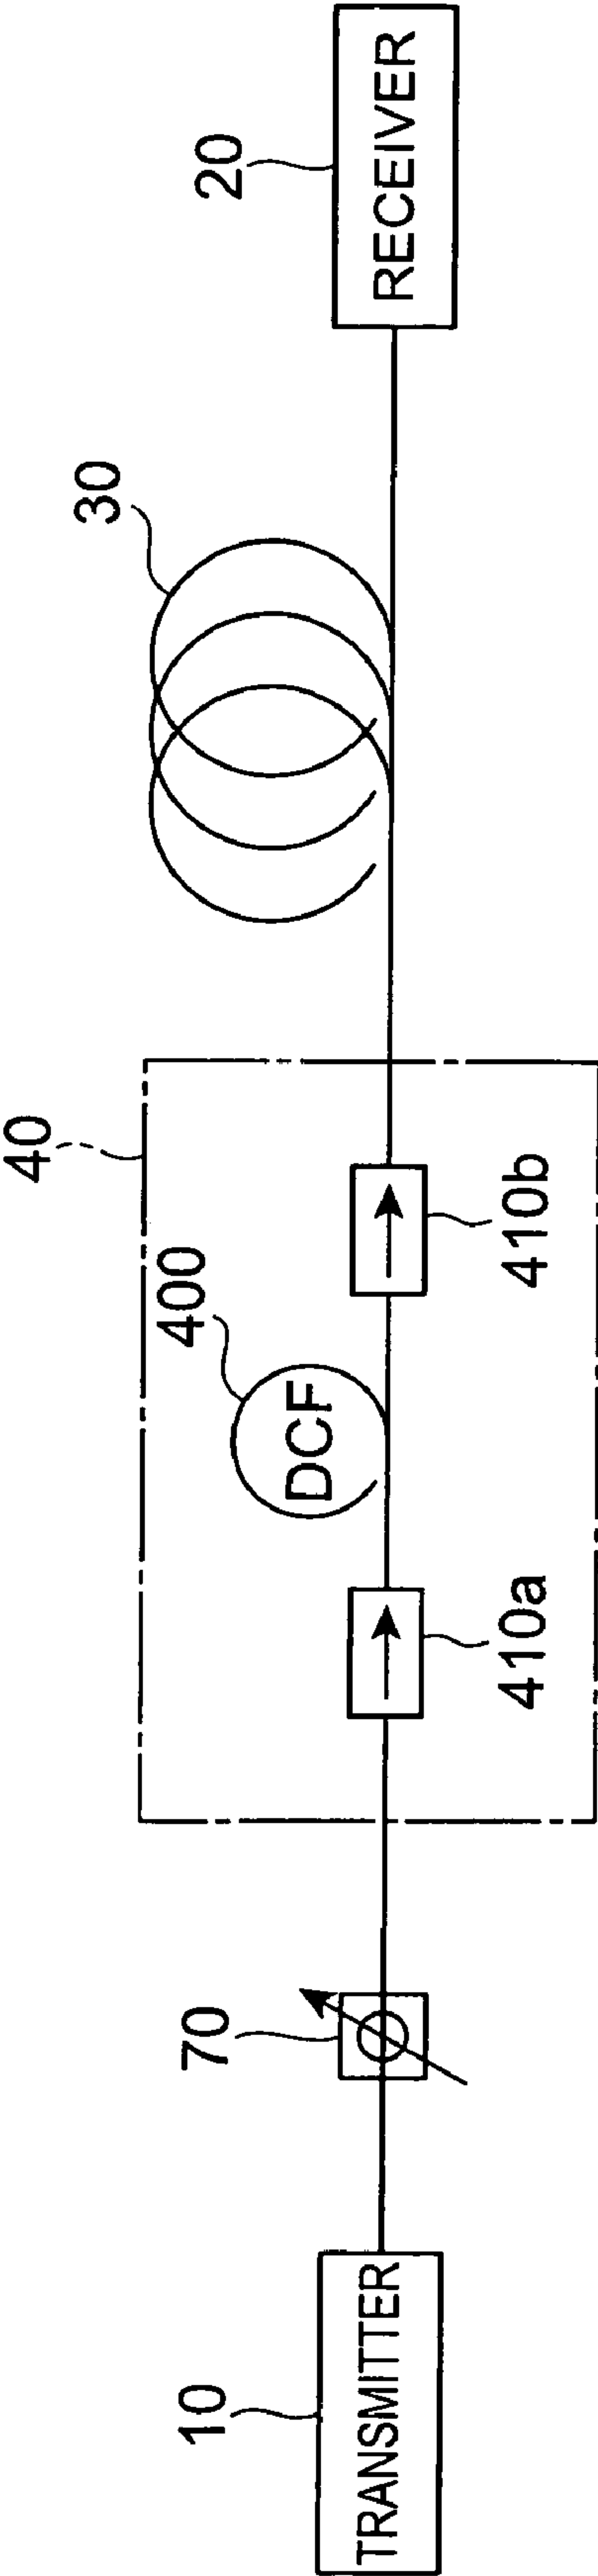 10
TRANSMITTER
70
40
400
DCF
410a
410b
30
20
RECEIVER